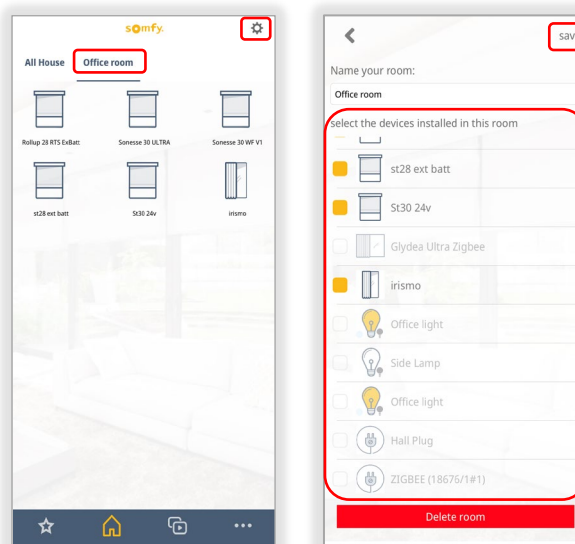 somfy.
All House Office room
Rollup 28 RTS ExBatt Sonesse 30 ULTRA Sonesse 30 WF V1
st28 ext batt St30 24v irismo
sav
Name your room:
Office room
select the devices installed in this room
st28 ext batt
St30 24v
Glydea Ultra Zigbee
irismo
Office light
Side Lamp
Office light
Hall Plug
ZIGBEE (18676/1#1)
Delete room